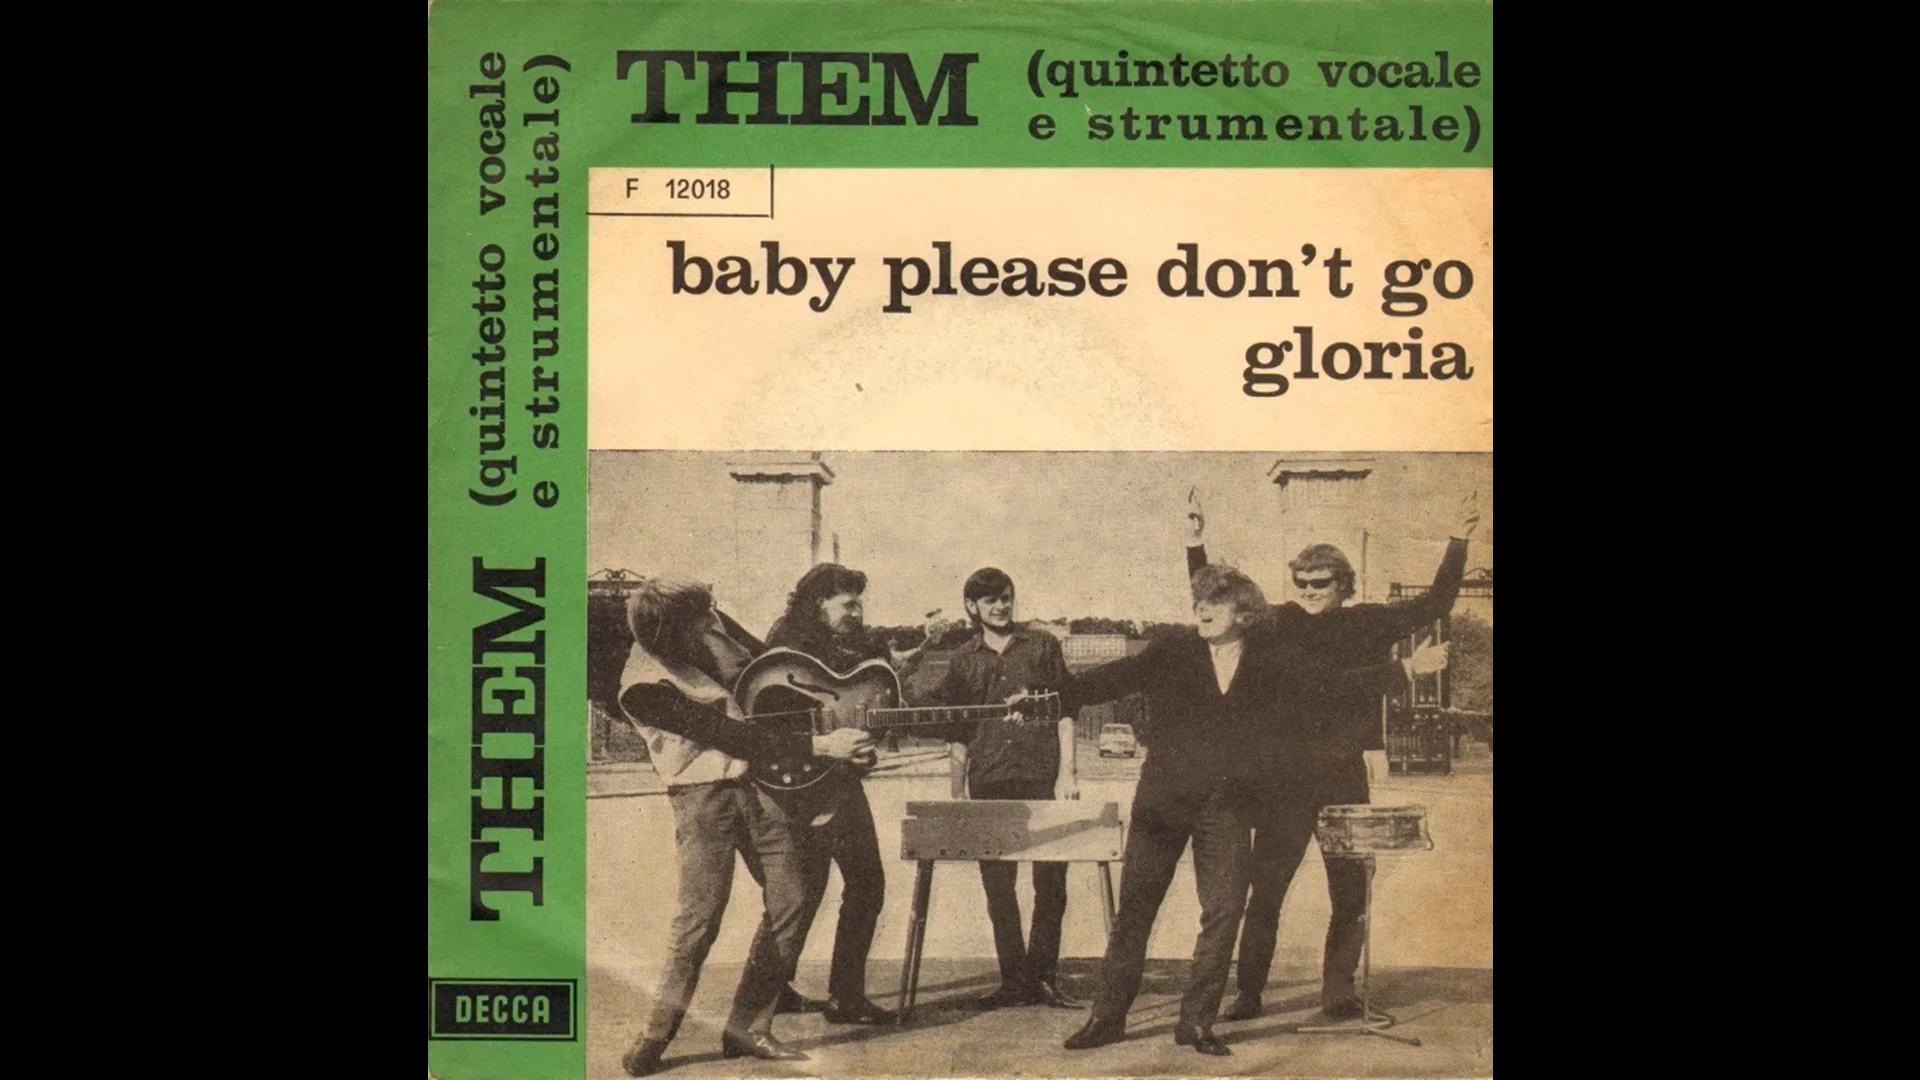 THEM
(quintetto vocale
e strumentale)
THEM
(quintetto vocale
e strumentale)
F 12018
baby please don't go
gloria
DECCA